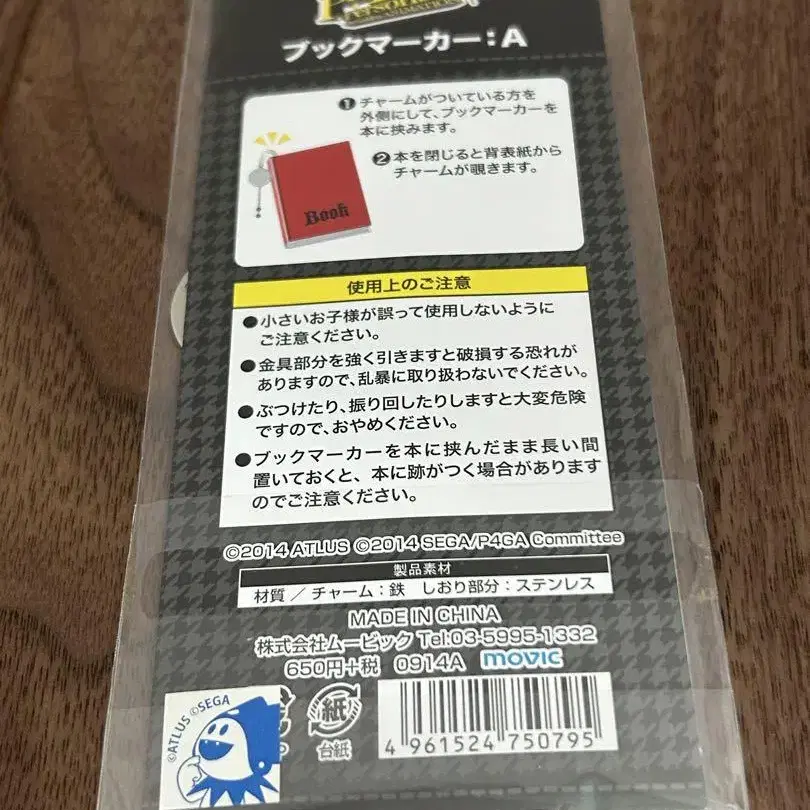 ブックマーカー:A
❶チャームがついている方を
外側にして、ブックマーカーを
本に挟みます。
❷本を閉じると背表紙から
チャームが覗きます。
Book
使用上のご注意
●小さいお子様が誤って使用しないように
ご注意ください。
●金具部分を強く引きますと破損する恐れが
ありますので、乱暴に取り扱わないでください。
●ぶつけたり、振り回したりしますと大変危険
ですので、おやめください。
●ブックマーカーを本に挟んだまま長い間
置いておくと、本に跡がつく場合があります
のでご注意ください。
©2014 ATLUS ©2014 SEGA/P4GA Committee
製品素材
材質/チャーム:鉄 しおり部分:ステンレス
MADE IN CHINA
株式会社ムービック Tel:03-5995-1332
650円+税 0914A movic
©ATLUS ©SEGA
紙
台紙
4 961524 750795